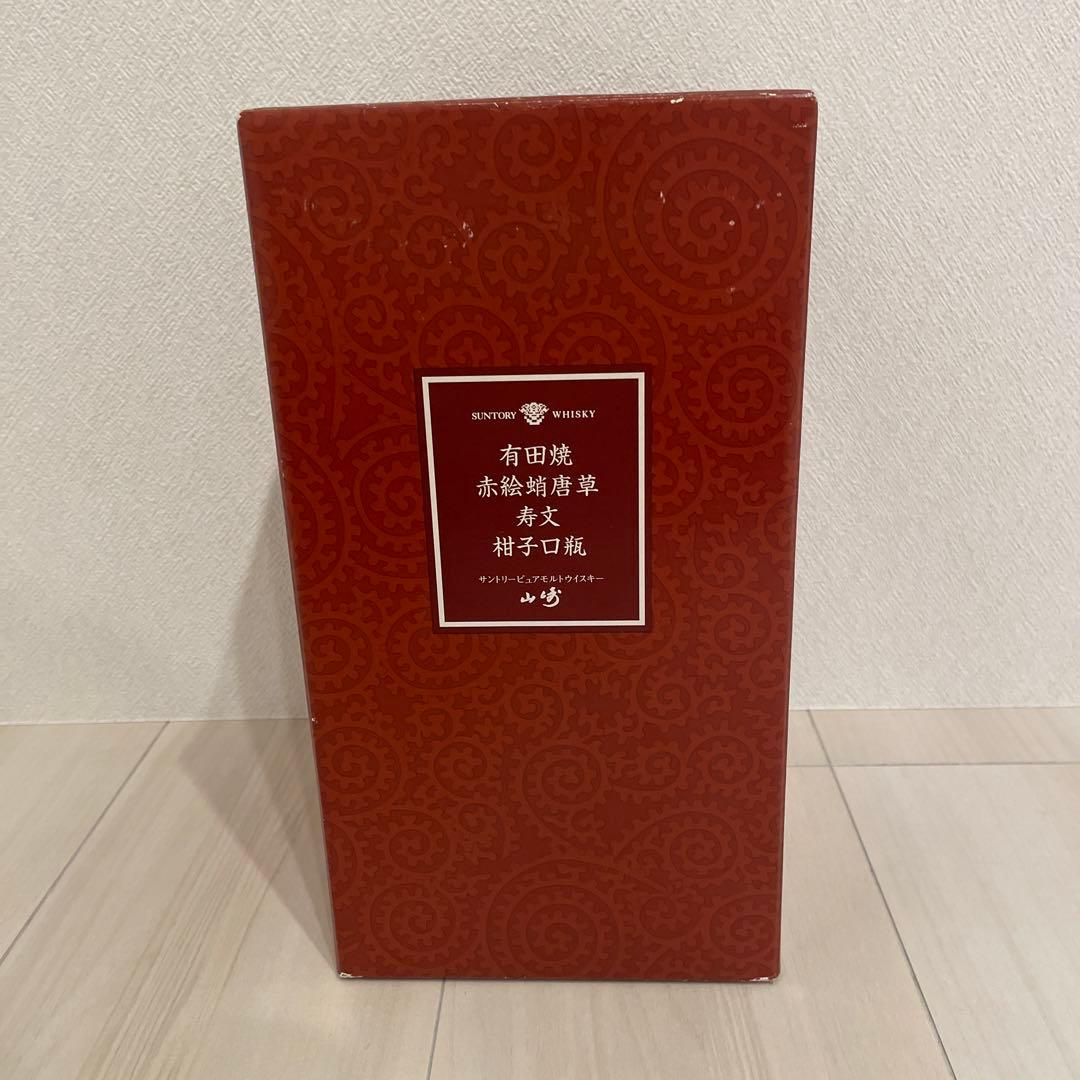 SUNTORY WHISKY
有田焼
赤絵蛸唐草
寿文
柑子口瓶
サントリーピュアモルトウイスキー
山崎